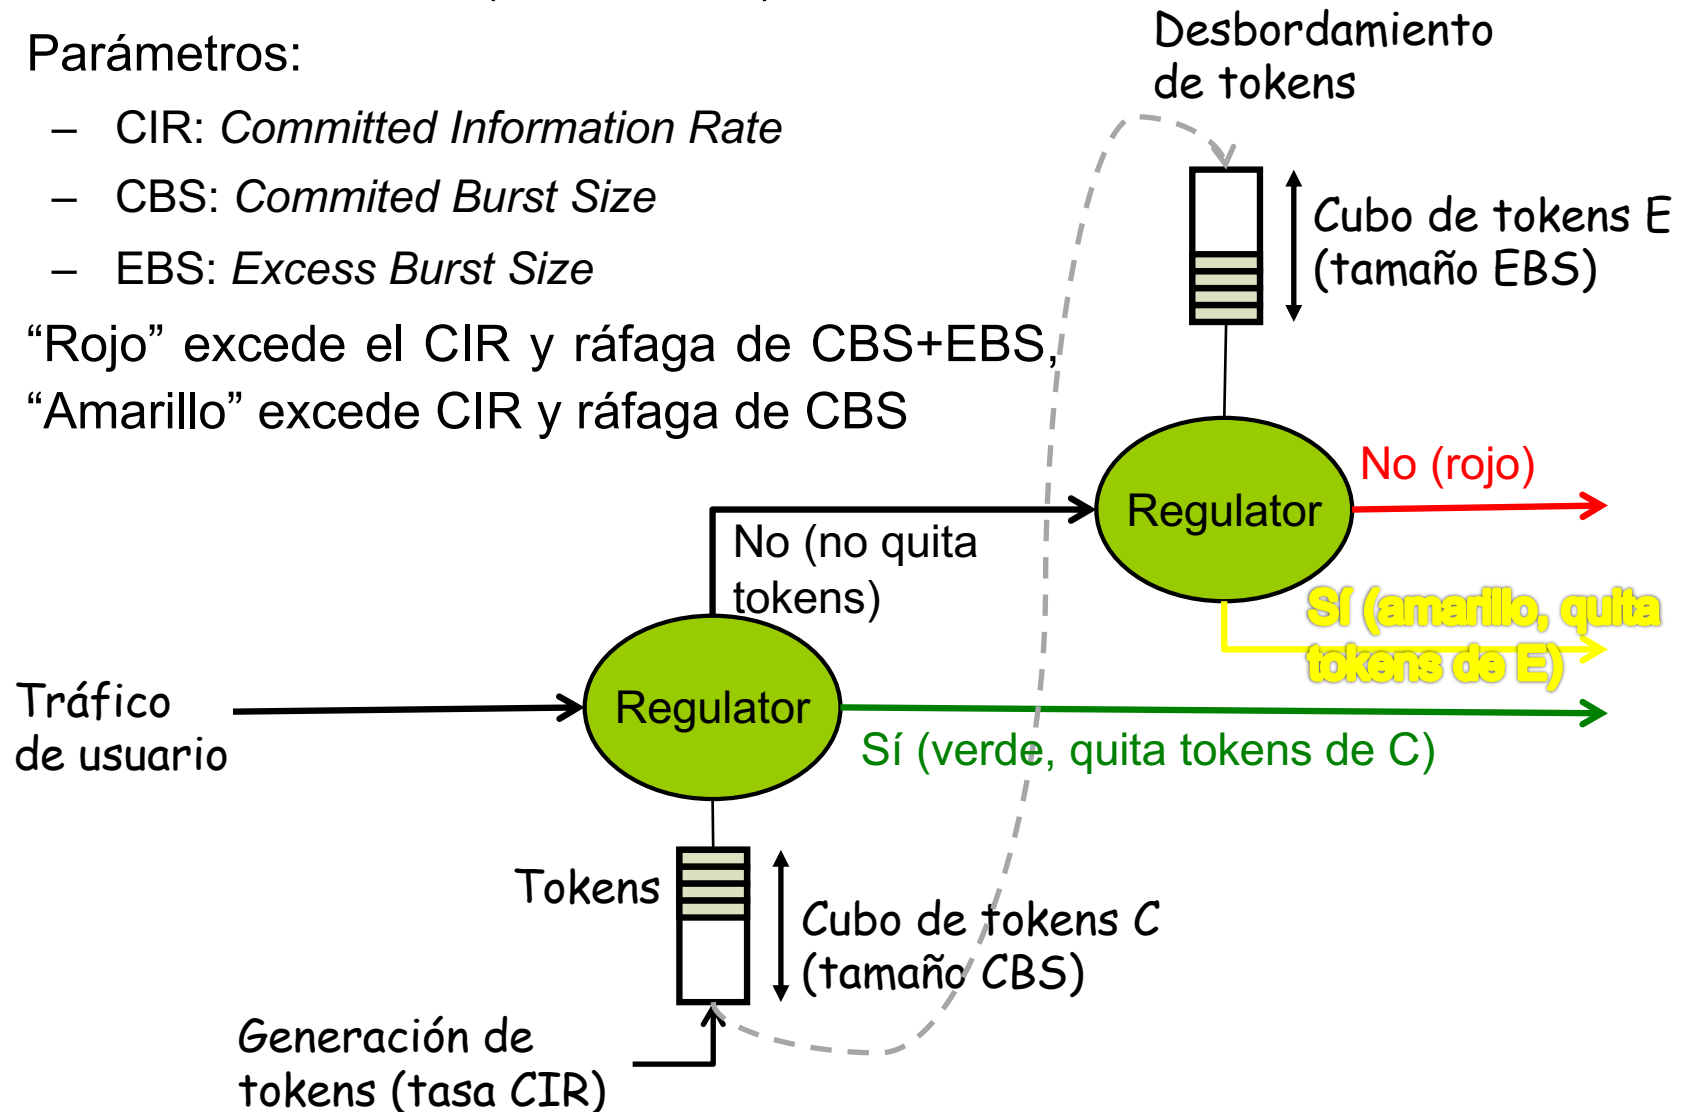 Parámetros:
– CIR: Committed Information Rate
– CBS: Commited Burst Size
– EBS: Excess Burst Size
“Rojo” excede el CIR y ráfaga de CBS+EBS,
“Amarillo” excede CIR y ráfaga de CBS
Desbordamiento
de tokens
Cubo de tokens E
(tamaño EBS)
Regulator
No (rojo)
Sí (amarillo, quita
tokens de E)
No (no quita
tokens)
Tráfico
de usuario
Regulator
Sí (verde, quita tokens de C)
Tokens
Cubo de tokens C
(tamaño CBS)
Generación de
tokens (tasa CIR)